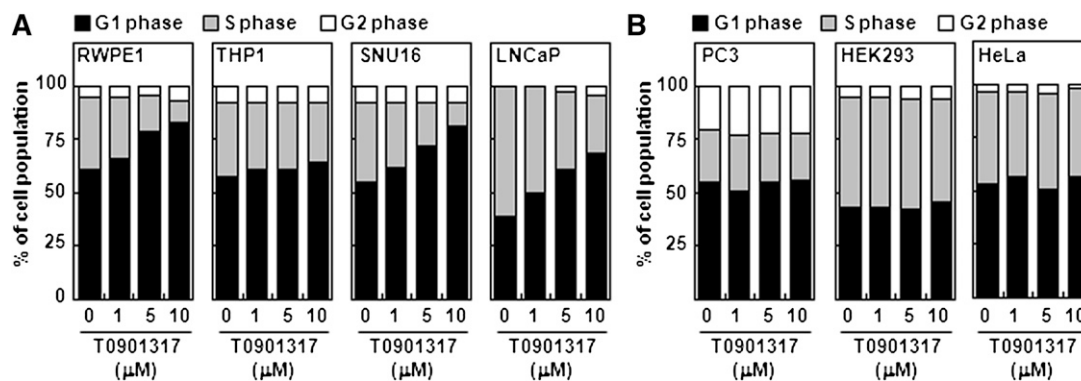 A
G1 phase S phase G2 phase
RWPE1 THP1 SNU16 LNCaP
% of cell population
100
75
50
25
0
0 1 5 10 0 1 5 10 0 1 5 10 0 1 5 10
T0901317 T0901317 T0901317 T0901317
(μM) (μM) (μM) (μM)
B
G1 phase S phase G2 phase
PC3 HEK293 HeLa
% of cell population
100
75
50
25
0 1 5 10 0 1 5 10 0 1 5 10
T0901317 T0901317 T0901317
(μM) (μM) (μM)